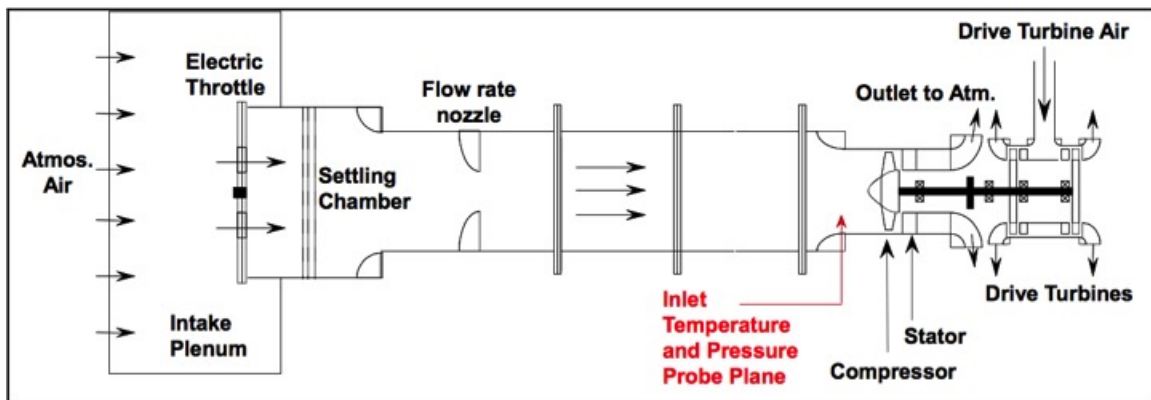 Atmos.
Air
Electric
Throttle
Intake
Plenum
Settling
Chamber
Flow rate
nozzle
Inlet
Temperature
and Pressure
Probe Plane
Compressor
Stator
Outlet to Atm.
Drive Turbine Air
Drive Turbines